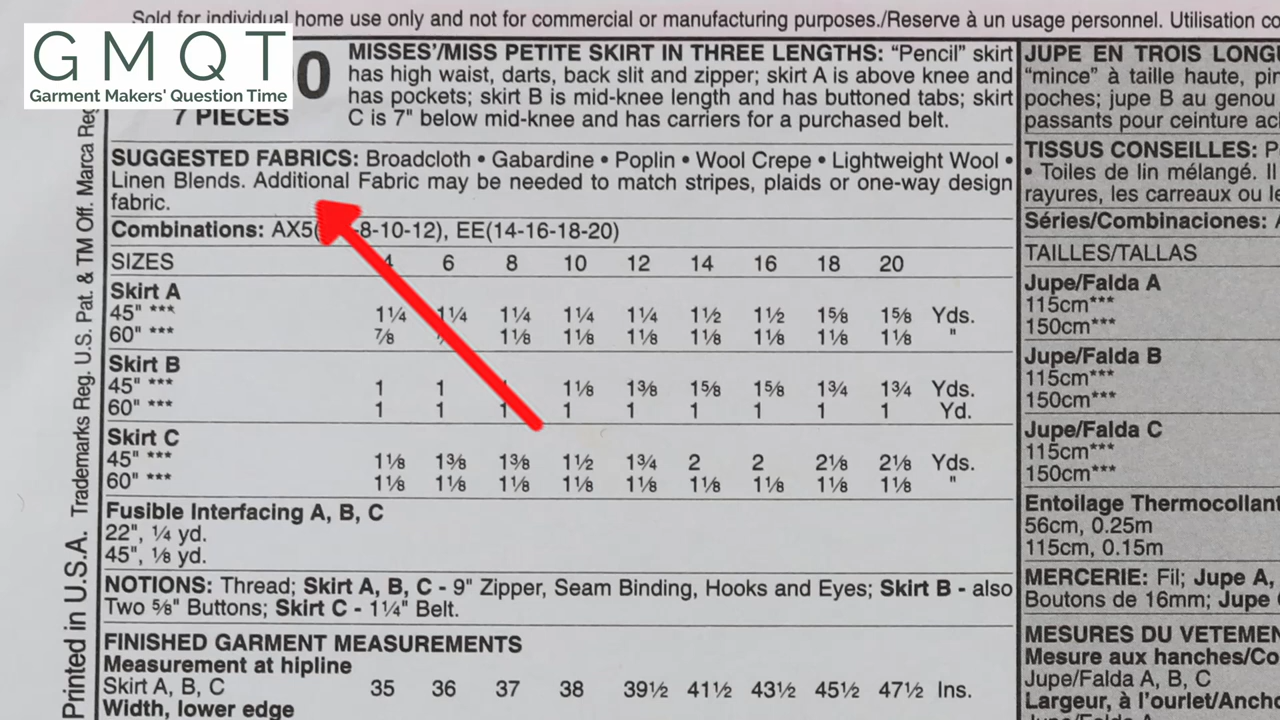 Sold for individual home use only and not for commercial or manufacturing purposes./Reserve à un usage personnel. Utilisation
GMQT
Garment Makers' Question Time
0
7 PIECES
MISSES'/MISS PETITE SKIRT IN THREE LENGTHS: "Pencil" skirt
has high waist, darts, back slit and zipper; skirt A is above knee and
has pockets; skirt B is mid-knee length and has buttoned tabs; skirt
C is 7" below mid-knee and has carriers for a purchased belt.
SUGGESTED FABRICS: Broadcloth • Gabardine • Poplin • Wool Crepe • Lightweight Wool •
Linen Blends. Additional Fabric may be needed to match stripes, plaids or one-way design
fabric.
Combinations: AX5( -8-10-12), EE(14-16-18-20)
SIZES 4 6 8 10 12 14 16 18 20
Skirt A
45" *** 1¼ 1¼ 1¼ 1¼ 1¼ 1½ 1½ 1⅝ 1⅝ Yds.
60" *** ⅞ 1⅛ 1⅛ 1⅛ 1⅛ 1⅛ 1⅛ 1⅛ "
Skirt B
45" *** 1 1 1⅛ 1⅜ 1⅝ 1⅝ 1¾ 1¾ Yds.
60" *** 1 1 1 1 1 1 1 1 1 Yd.
Skirt C
45" *** 1⅛ 1⅜ 1⅜ 1½ 1¾ 2 2 2⅛ 2⅛ Yds.
60" *** 1⅛ 1⅛ 1⅛ 1⅛ 1⅛ 1⅛ 1⅛ 1⅛ 1⅛ "
Fusible Interfacing A, B, C
22", ¼ yd.
45", ⅛ yd.
NOTIONS: Thread; Skirt A, B, C - 9" Zipper, Seam Binding, Hooks and Eyes; Skirt B - also
Two ⅝" Buttons; Skirt C - 1¼" Belt.
FINISHED GARMENT MEASUREMENTS
Measurement at hipline
Skirt A, B, C 35 36 37 38 39½ 41½ 43½ 45½ 47½ Ins.
Width, lower edge
JUPE EN TROIS
"mince" à taille haute,
poches; jupe B au genou
passants pour ceinture
TISSUS CONSEILLES:
• Toiles de lin mélangé. Il
rayures, les carreaux ou
Séries/Combinaciones:
TAILLES/TALLAS
Jupe/Falda A
115cm***
150cm***
Jupe/Falda B
115cm***
150cm***
Jupe/Falda C
115cm***
150cm***
Entoilage Thermocollant
56cm, 0.25m
115cm, 0.15m
MERCERIE: Fil; Jupe A,
Boutons de 16mm; Jupe
MESURES DU
Mesure aux
Jupe/Falda A, B, C
Largeur, à
Printed in U.S.A. Trademarks Reg. U.S. Pat. & TM Off. Marca